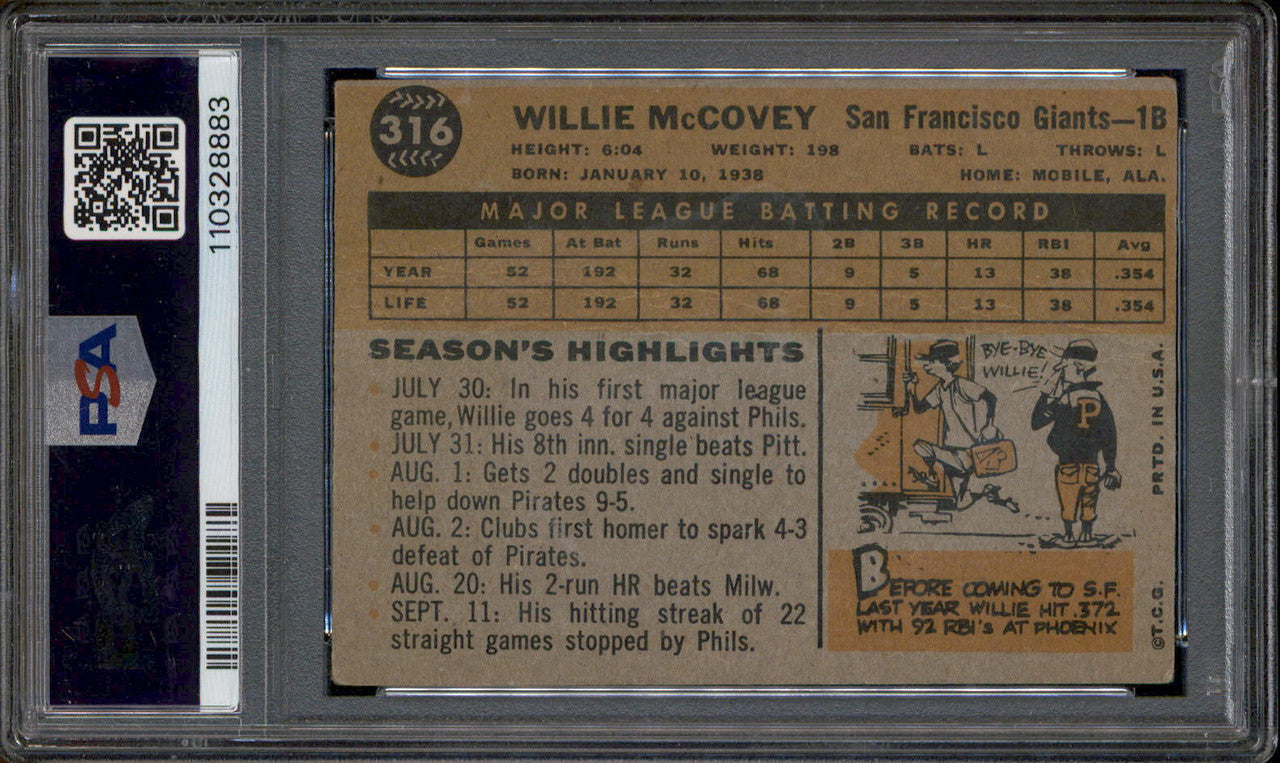 110328883
PSA
316
WILLIE McCOVEY San Francisco Giants—1B
HEIGHT: 6:04 WEIGHT: 198 BATS: L THROWS: L
BORN: JANUARY 10, 1938 HOME: MOBILE, ALA.
MAJOR LEAGUE BATTING RECORD
Games At Bat Runs Hits 2B 3B HR RBI Avg
YEAR 52 192 32 68 9 5 13 38 .354
LIFE 52 192 32 68 9 5 13 38 .354
SEASON'S HIGHLIGHTS
JULY 30: In his first major league
game, Willie goes 4 for 4 against Phils.
JULY 31: His 8th inn. single beats Pitt.
AUG. 1: Gets 2 doubles and single to
help down Pirates 9-5.
AUG. 2: Clubs first homer to spark 4-3
defeat of Pirates.
AUG. 20: His 2-run HR beats Milw.
SEPT. 11: His hitting streak of 22
straight games stopped by Phils.
BYE-BYE
WILLIE!
P
BEFORE COMING TO S.F.
LAST YEAR WILLIE HIT .372
WITH 92 RBI's AT PHOENIX
©T.C.G. PRTD. IN U.S.A.